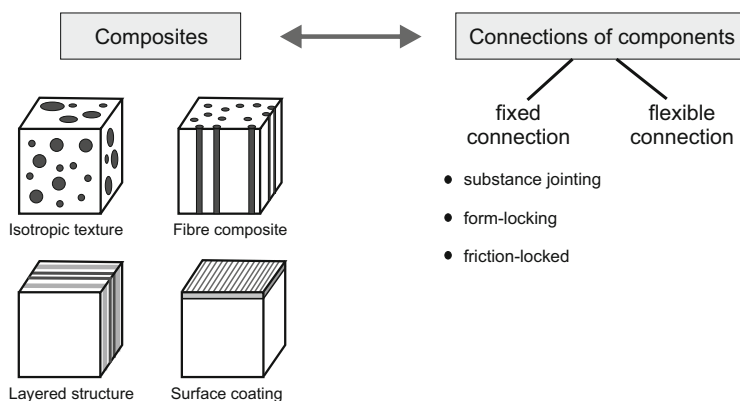 Composites
Connections of components
fixed
connection
flexible
connection
• substance jointing
• form-locking
• friction-locked
Isotropic texture
Fibre composite
Layered structure
Surface coating